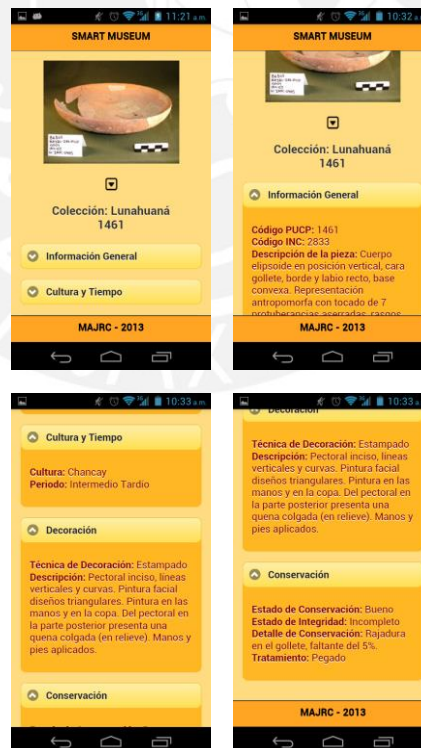 11:21 a.m.
SMART MUSEUM
Colección: Lunahuaná
1461
Información General
Cultura y Tiempo
MAJRC - 2013
10:32 a
SMART MUSEUM
Colección: Lunahuaná
1461
Información General
Código PUCP: 1461
Código INC: 2833
Descripción de la pieza: Cuerpo
elipsoide en posición vertical, cara
gollete, borde y labio recto, base
convexa. Representación
antropomorfa con tocado de 7
protuberancias aserradas, rasgos
MAJRC - 2013
10:33 a.m.
Cultura y Tiempo
Cultura: Chancay
Periodo: Intermedio Tardio
Decoración
Técnica de Decoración: Estampado
Descripción: Pectoral inciso, lineas
verticales y curvas. Pintura facial
diseños triangulares. Pintura en las
manos y en la copa. Del pectoral en
la parte posterior presenta una
quena colgada (en relieve). Manos y
pies aplicados.
Conservación
10:33 a
Decoración
Técnica de Decoración: Estampado
Descripción: Pectoral inciso, lineas
verticales y curvas. Pintura facial
diseños triangulares. Pintura en las
manos y en la copa. Del pectoral en
la parte posterior presenta una
quena colgada (en relieve). Manos y
pies aplicados.
Conservación
Estado de Conservación: Bueno
Estado de Integridad: Incompleto
Detalle de Conservación: Rajadura
en el gollete, faltante del 5%.
Tratamiento: Pegado
MAJRC - 2013